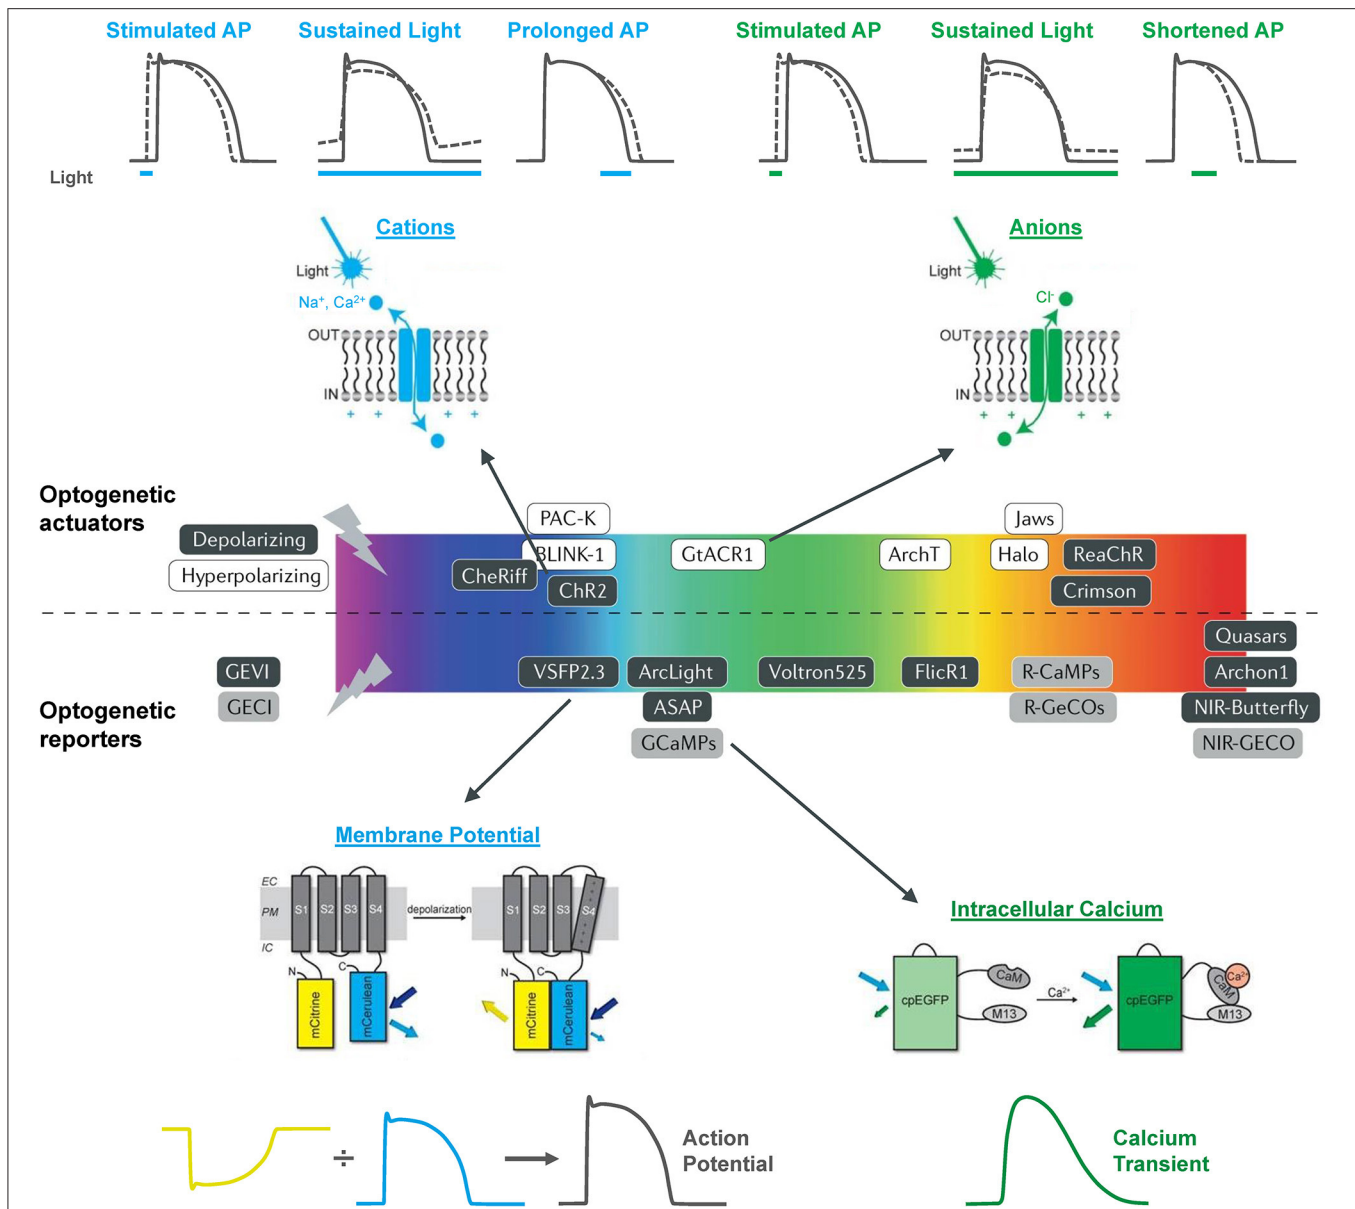 Stimulated AP
Sustained Light
Prolonged AP
Stimulated AP
Sustained Light
Shortened AP
Light
Cations
Anions
Light
Light
Na⁺, Ca²⁺
Cl⁻
OUT
OUT
IN
IN
+ + + +
+ + + +
Optogenetic
actuators
PAC-K
Jaws
Depolarizing
BLINK-1
GtACR1
ArchT
Halo
ReaChR
Hyperpolarizing
CheRiff
ChR2
Crimson
Quasars
GEVI
VSFP2.3
ArcLight
Voltron525
FlicR1
R-CaMPs
Archon1
GECI
ASAP
R-GeCOs
NIR-Butterfly
Optogenetic
reporters
GCaMPs
NIR-GECO
Membrane Potential
EC
PM
IC
S1
S2
S3
S4
depolarization
S1
S2
S3
S4
N
C
N
C
mCitrine
mCerulean
mCitrine
mCerulean
Intracellular Calcium
cpEGFP
CaM
M13
Ca²⁺
cpEGFP
CaM
Ca²⁺
M13
÷
Action
Potential
Calcium
Transient